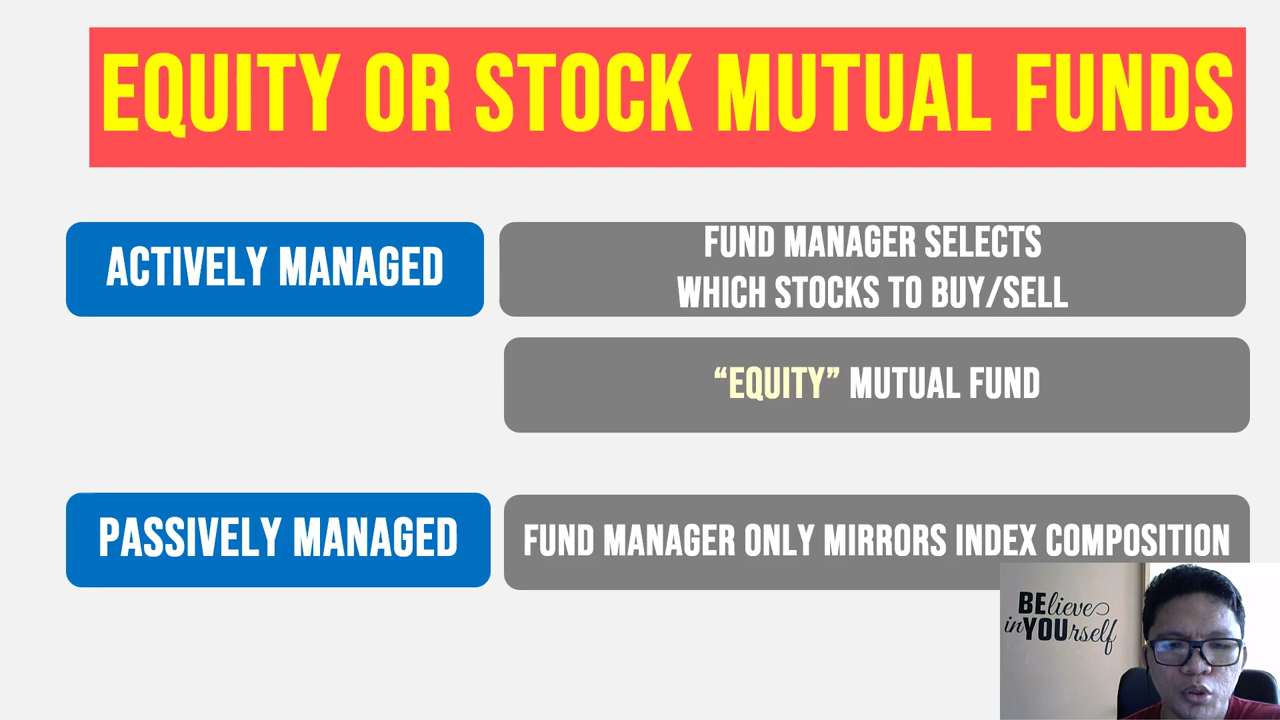 EQUITY OR STOCK MUTUAL FUNDS
ACTIVELY MANAGED
FUND MANAGER SELECTS
WHICH STOCKS TO BUY/SELL
“EQUITY” MUTUAL FUND
PASSIVELY MANAGED
FUND MANAGER ONLY MIRRORS INDEX COMPOSITION
BElieve
inYOUrself